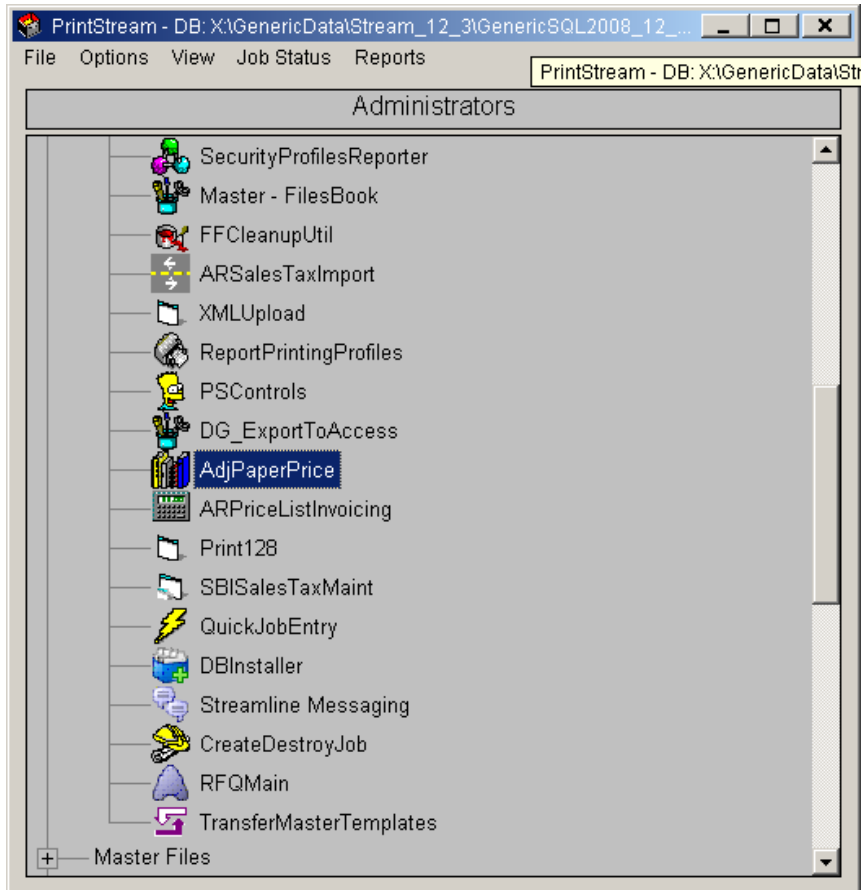 PrintStream - DB: X:\GenericData\Stream_12_3\GenericSQL2008_12_...
File Options View Job Status Reports
PrintStream - DB: X:\GenericData\Str
Administrators
SecurityProfilesReporter
Master - FilesBook
FFCleanupUtil
ARSalesTaxImport
XMLUpload
ReportPrintingProfiles
PSControls
DG_ExportToAccess
AdjPaperPrice
ARPriceListInvoicing
Print128
SBISalesTaxMaint
QuickJobEntry
DBInstaller
Streamline Messaging
CreateDestroyJob
RFQMain
TransferMasterTemplates
Master Files